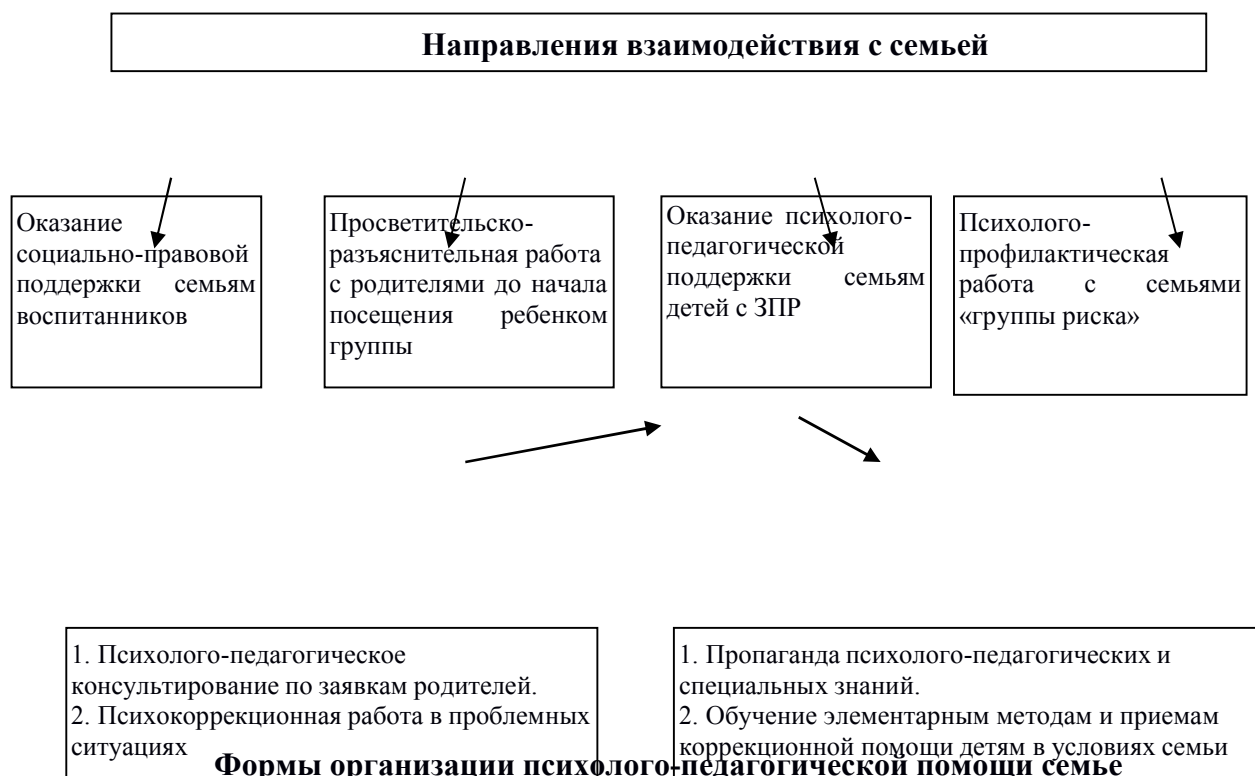 Направления взаимодействия с семьей
Оказание
социально-правовой
поддержки семьям
воспитанников
Просветительско-
разъяснительная работа
с родителями до начала
посещения ребенком
группы
Оказание психолого-
педагогической
поддержки семьям
детей с ЗПР
Психолого-
профилактическая
работа с семьями
«группы риска»
1. Психолого-педагогическое
консультирование по заявкам родителей.
2. Психокоррекционная работа в проблемных
ситуациях
1. Пропаганда психолого-педагогических и
специальных знаний.
2. Обучение элементарным методам и приемам
коррекционной помощи детям в условиях семьи
Формы организации психолого-педагогической помощи семье